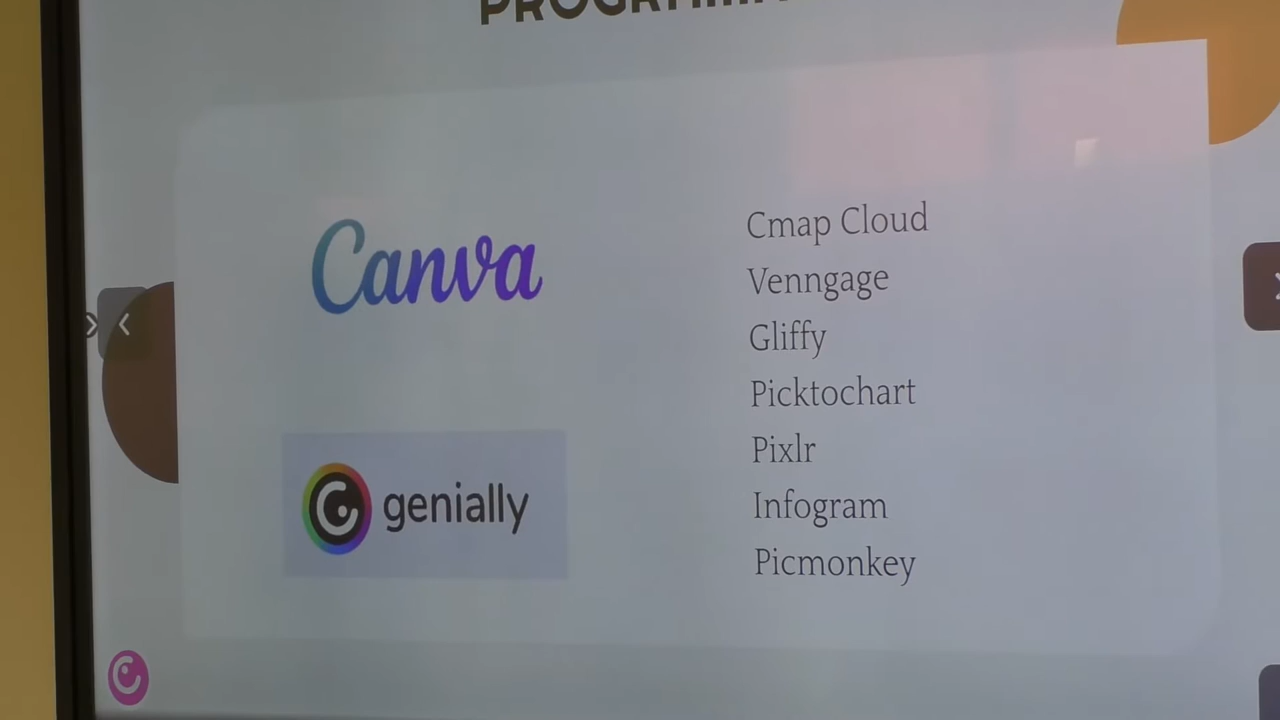 Canva
genially
Cmap Cloud
Venngage
Gliffy
Picktochart
Pixlr
Infogram
Picmonkey